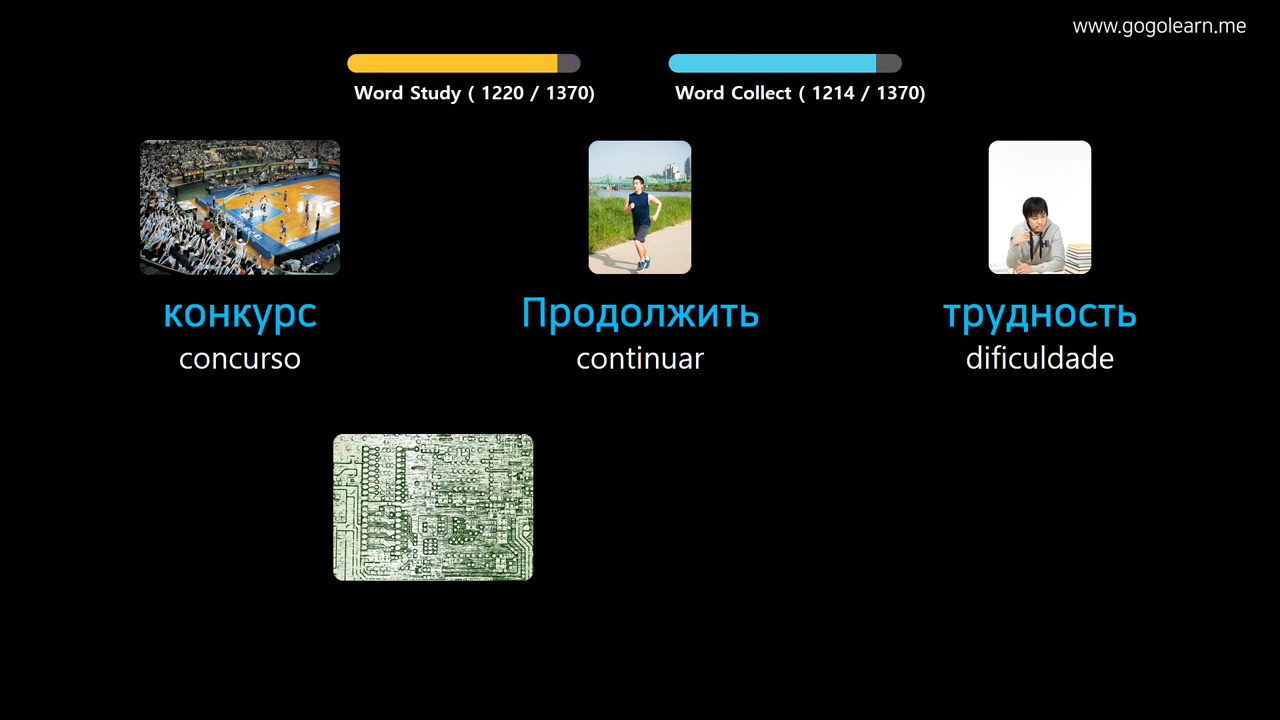 www.gogolearn.me
Word Study ( 1220 / 1370)
Word Collect ( 1214 / 1370)
конкурс
Продолжить
трудность
concurso
continuar
dificuldade